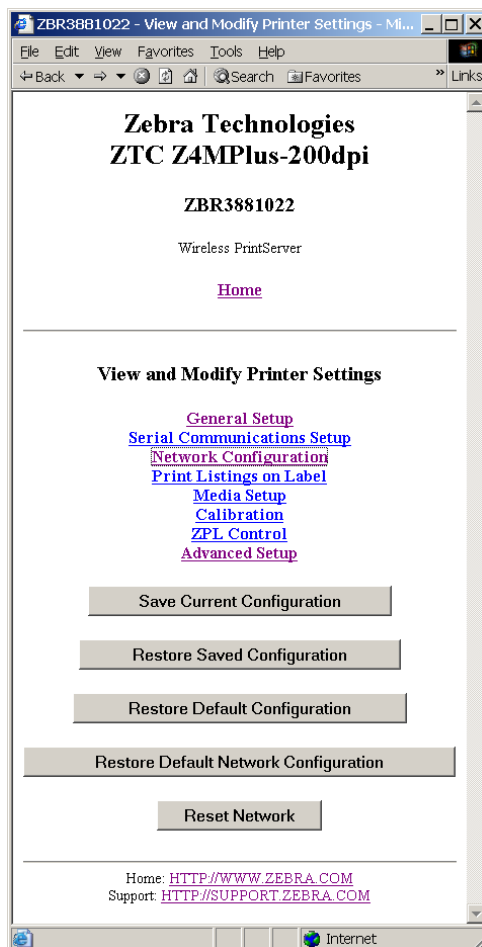 ZBR3881022 - View and Modify Printer Settings - Mi...
File Edit View Favorites Tools Help
Back Search Favorites » Links
Zebra Technologies
ZTC Z4MPlus-200dpi
ZBR3881022
Wireless PrintServer
Home
View and Modify Printer Settings
General Setup
Serial Communications Setup
Network Configuration
Print Listings on Label
Media Setup
Calibration
ZPL Control
Advanced Setup
Save Current Configuration
Restore Saved Configuration
Restore Default Configuration
Restore Default Network Configuration
Reset Network
Home: HTTP://WWW.ZEBRA.COM
Support: HTTP://SUPPORT.ZEBRA.COM
Internet